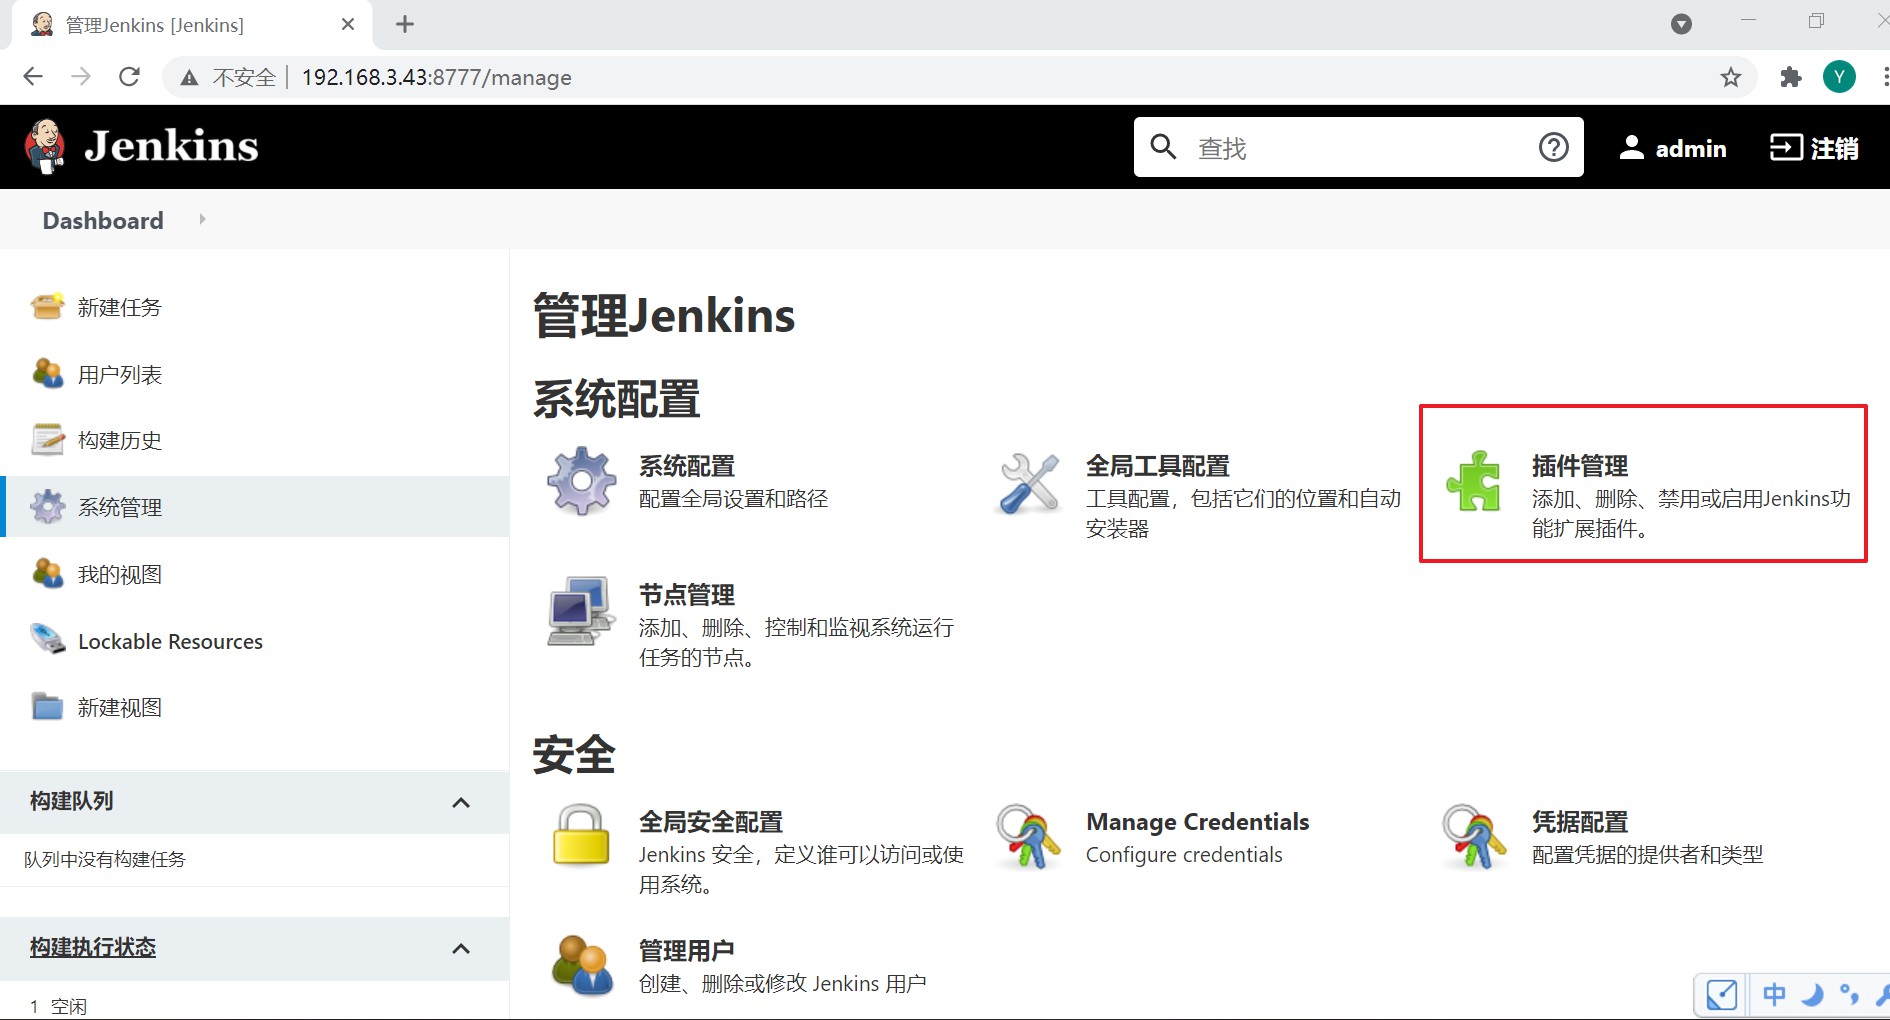 管理Jenkins [Jenkins]
不安全 | 192.168.3.43:8777/manage
Y
Jenkins
查找
admin
注销
Dashboard
新建任务
用户列表
构建历史
系统管理
我的视图
Lockable Resources
新建视图
构建队列
队列中没有构建任务
构建执行状态
1 空闲
管理Jenkins
系统配置
系统配置
配置全局设置和路径
全局工具配置
工具配置，包括它们的位置和自动
安装器
插件管理
添加、删除、禁用或启用Jenkins功
能扩展插件。
节点管理
添加、删除、控制和监视系统运行
任务的节点。
安全
全局安全配置
Jenkins 安全，定义谁可以访问或使
用系统。
Manage Credentials
Configure credentials
凭据配置
配置凭据的提供者和类型
管理用户
创建、删除或修改 Jenkins 用户
中